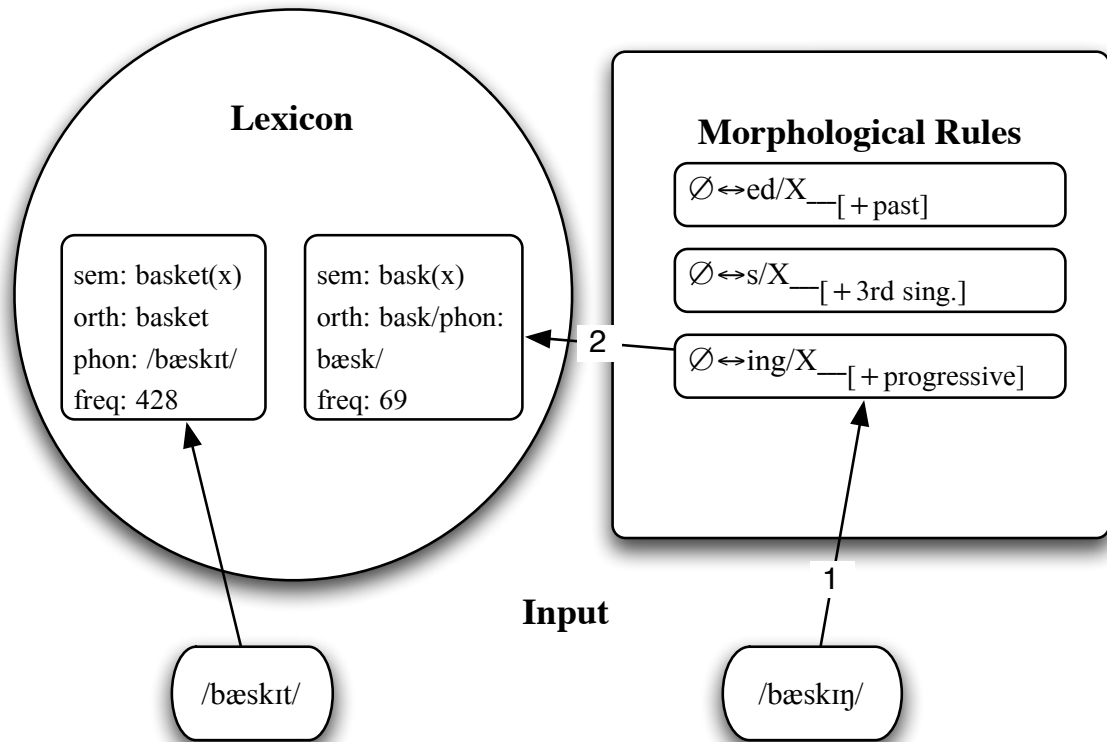 Lexicon
sem: basket(x)
orth: basket
phon: /bæskɪt/
freq: 428
sem: bask(x)
orth: bask/phon:
bæsk/
freq: 69
Morphological Rules
∅↔ed/X__[+past]
∅↔s/X__[+3rd sing.]
∅↔ing/X__[+progressive]
2
1
Input
/bæskɪt/
/bæskɪŋ/